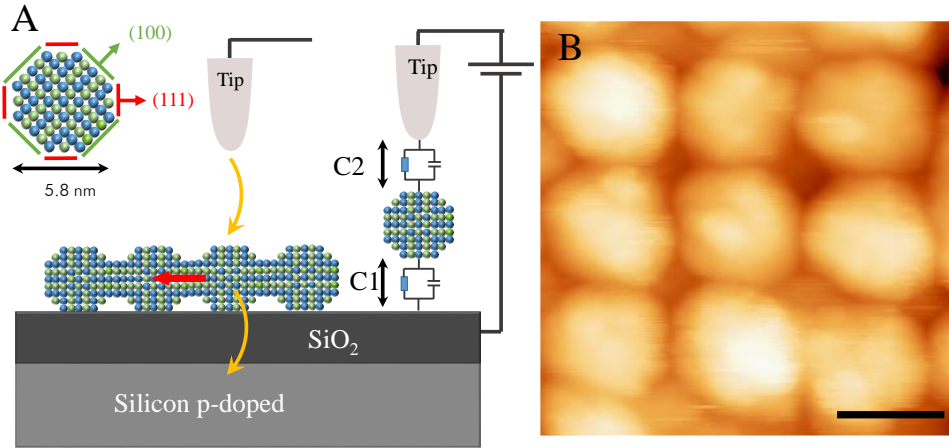 A
(100)
(111)
5.8 nm
Tip
Tip
C2
C1
SiO₂
Silicon p-doped
B